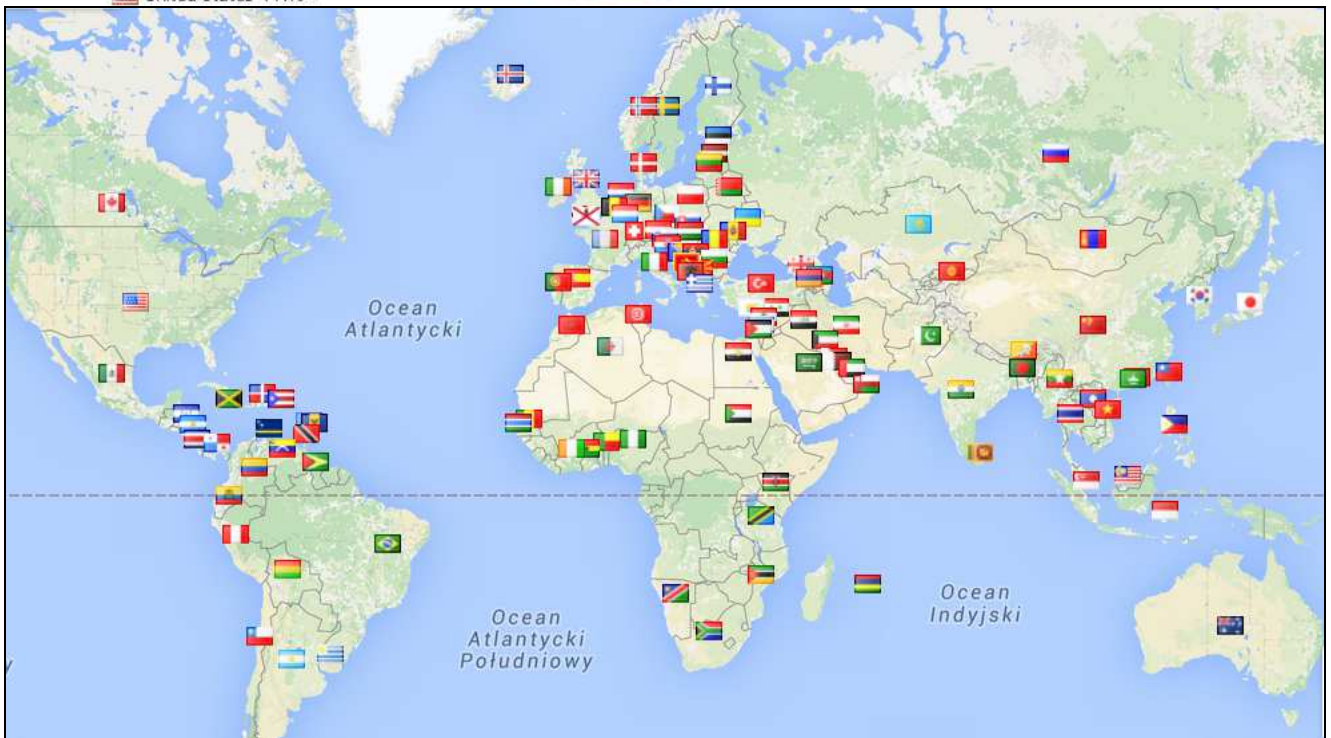 Ocean
Atlantycki
Ocean
Indyjski
Ocean
Atlantycki
Południowy